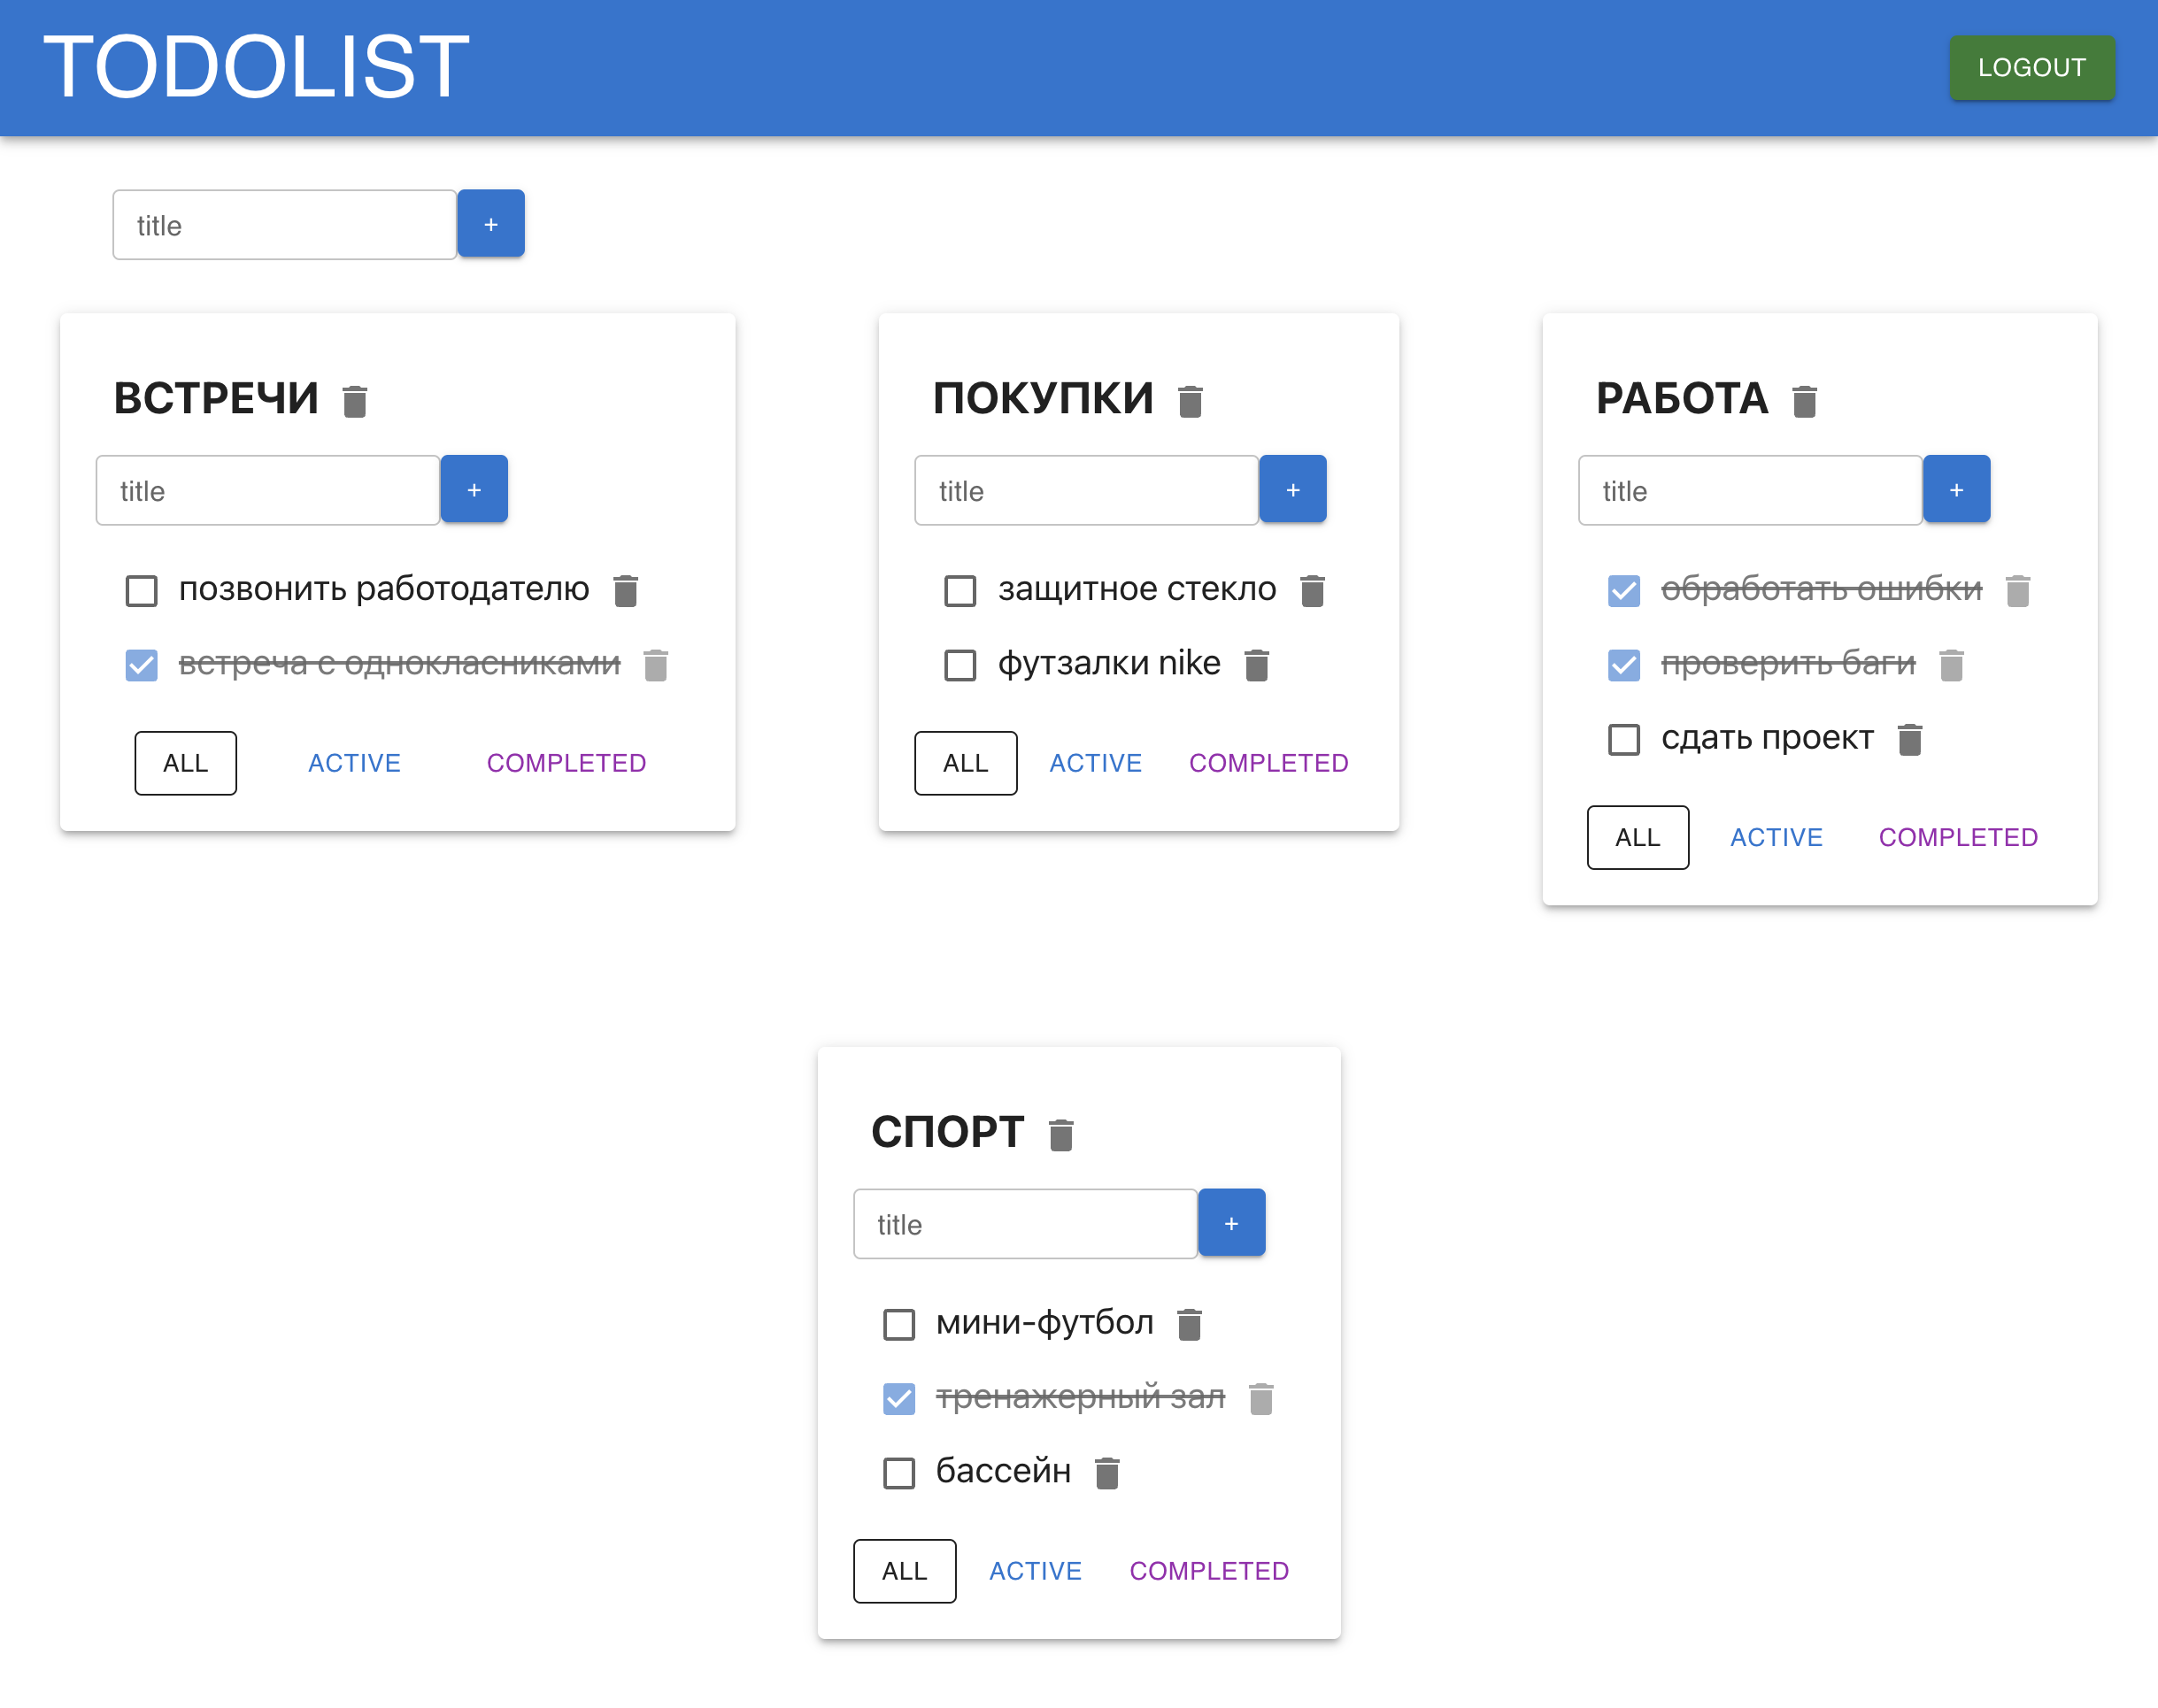 TODOLIST
LOGOUT
title +
ВСТРЕЧИ
title +
позвонить работодателю
встреча с однокласниками
ALL ACTIVE COMPLETED
ПОКУПКИ
title +
защитное стекло
футзалки nike
ALL ACTIVE COMPLETED
РАБОТА
title +
обработать ошибки
проверить баги
сдать проект
ALL ACTIVE COMPLETED
СПОРТ
title +
мини-футбол
тренажерный зал
бассейн
ALL ACTIVE COMPLETED